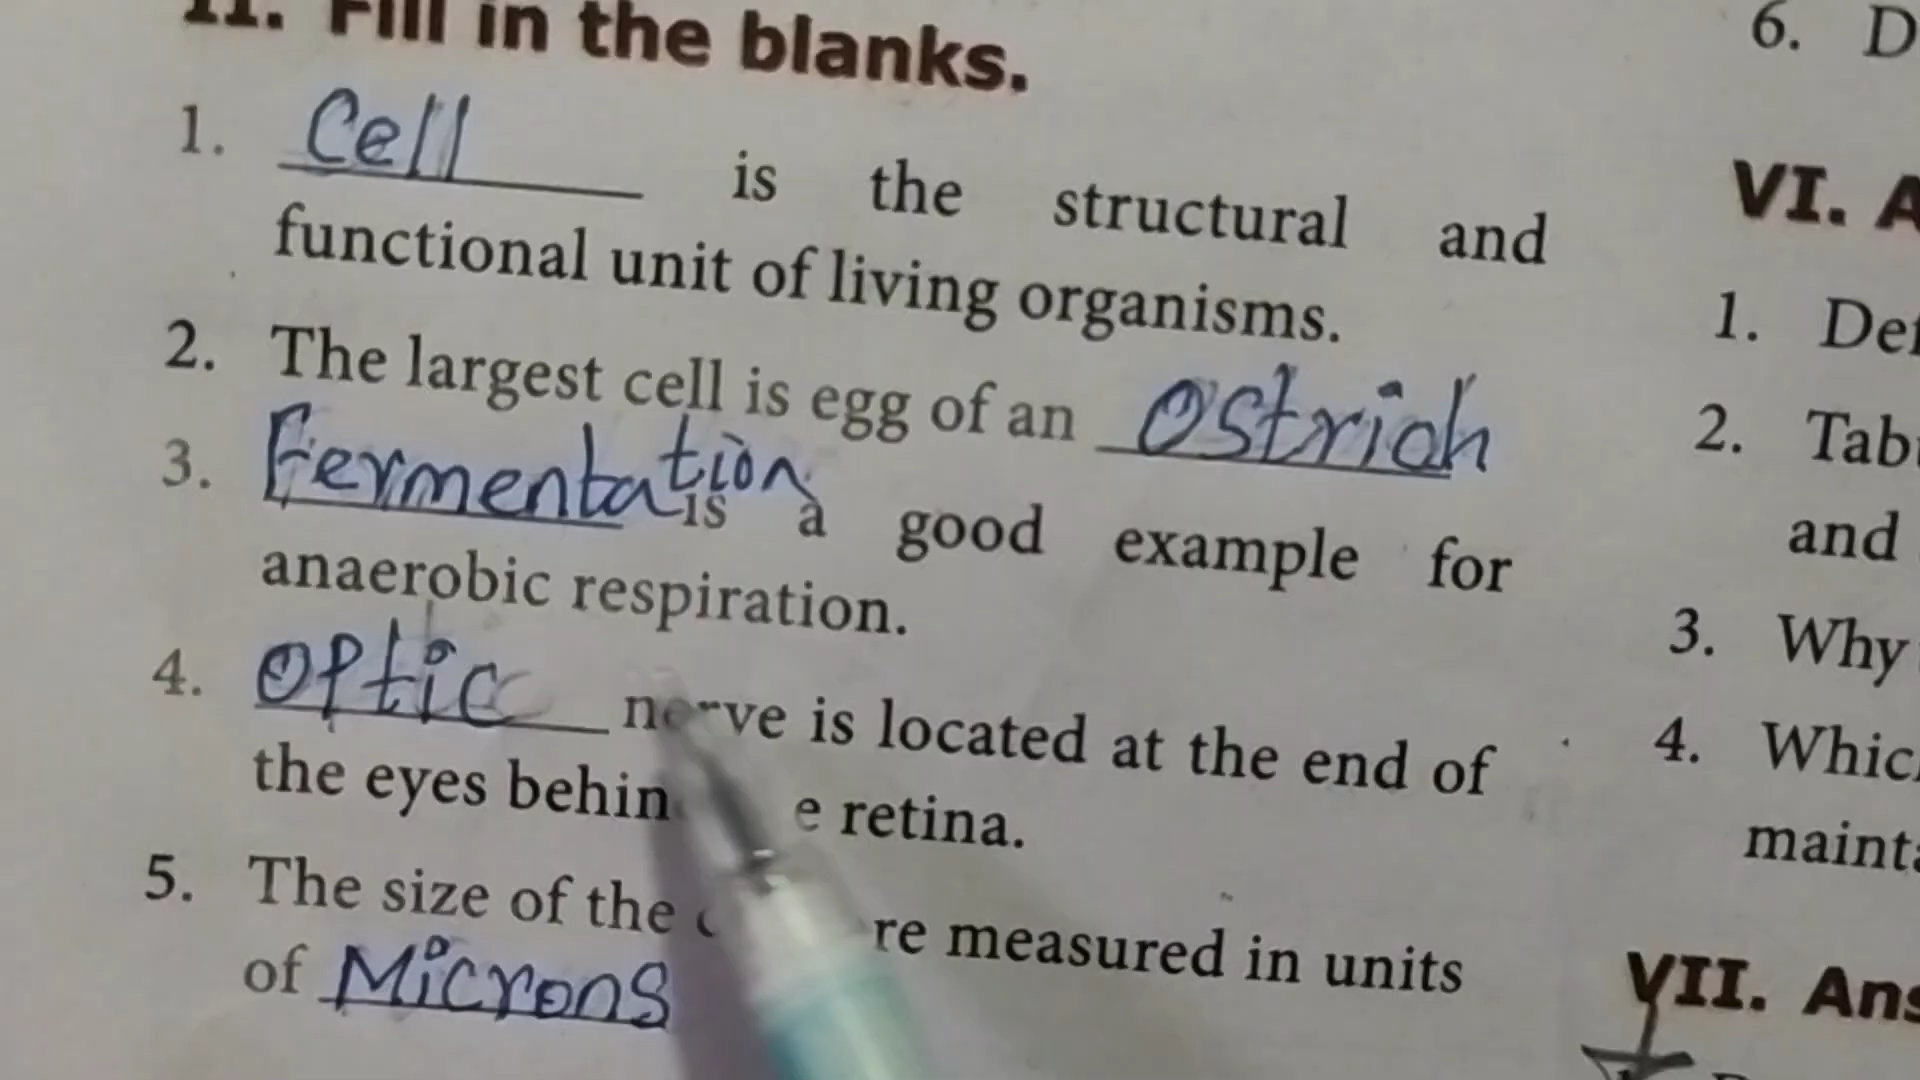 II. Fill in the blanks.
1. Cell is the structural and
functional unit of living organisms.
2. The largest cell is egg of an Ostrich
3. Fermentation is a good example for
anaerobic respiration.
4. Optic nerve is located at the end of
the eyes behin e retina.
5. The size of the re measured in units
of Microns
6. D
VI. A
1. Def
2. Tab
and
3. Why
4. Whic
maint
VII. Ans